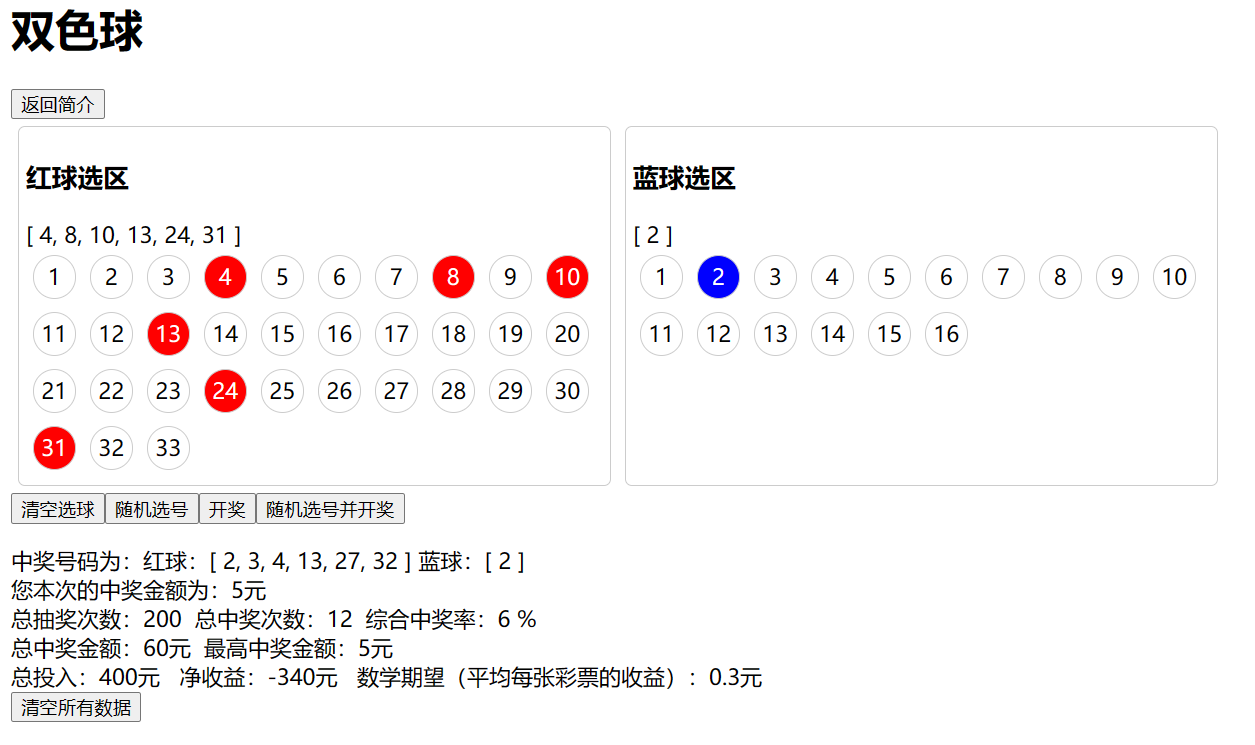 双色球
返回简介
红球选区
[ 4, 8, 10, 13, 24, 31 ]
1 2 3 4 5 6 7 8 9 10
11 12 13 14 15 16 17 18 19 20
21 22 23 24 25 26 27 28 29 30
31 32 33
蓝球选区
[ 2 ]
1 2 3 4 5 6 7 8 9 10
11 12 13 14 15 16
清空选球 随机选号 开奖 随机选号并开奖
中奖号码为：红球：[ 2, 3, 4, 13, 27, 32 ] 蓝球：[ 2 ]
您本次的中奖金额为：5元
总抽奖次数：200 总中奖次数：12 综合中奖率：6 %
总中奖金额：60元 最高中奖金额：5元
总投入：400元 净收益：-340元 数学期望（平均每张彩票的收益）：0.3元
清空所有数据